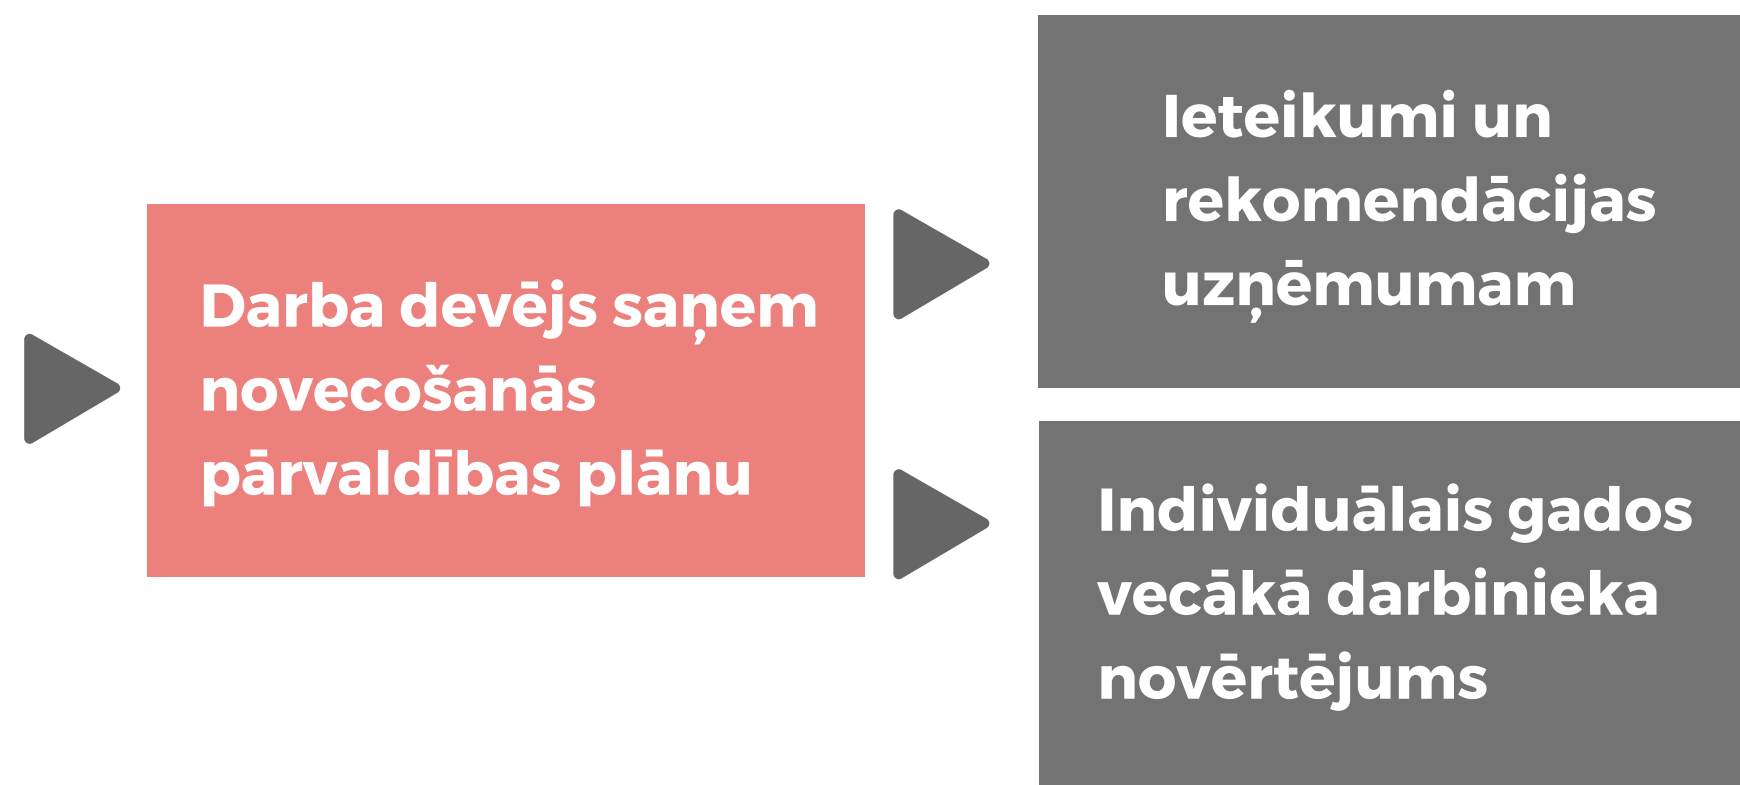 Darba devējs saņem
novecošanās
pārvaldības plānu
Ieteikumi un
rekomendācijas
uzņēmumam
Individuālais gados
vecākā darbinieka
novērtējums